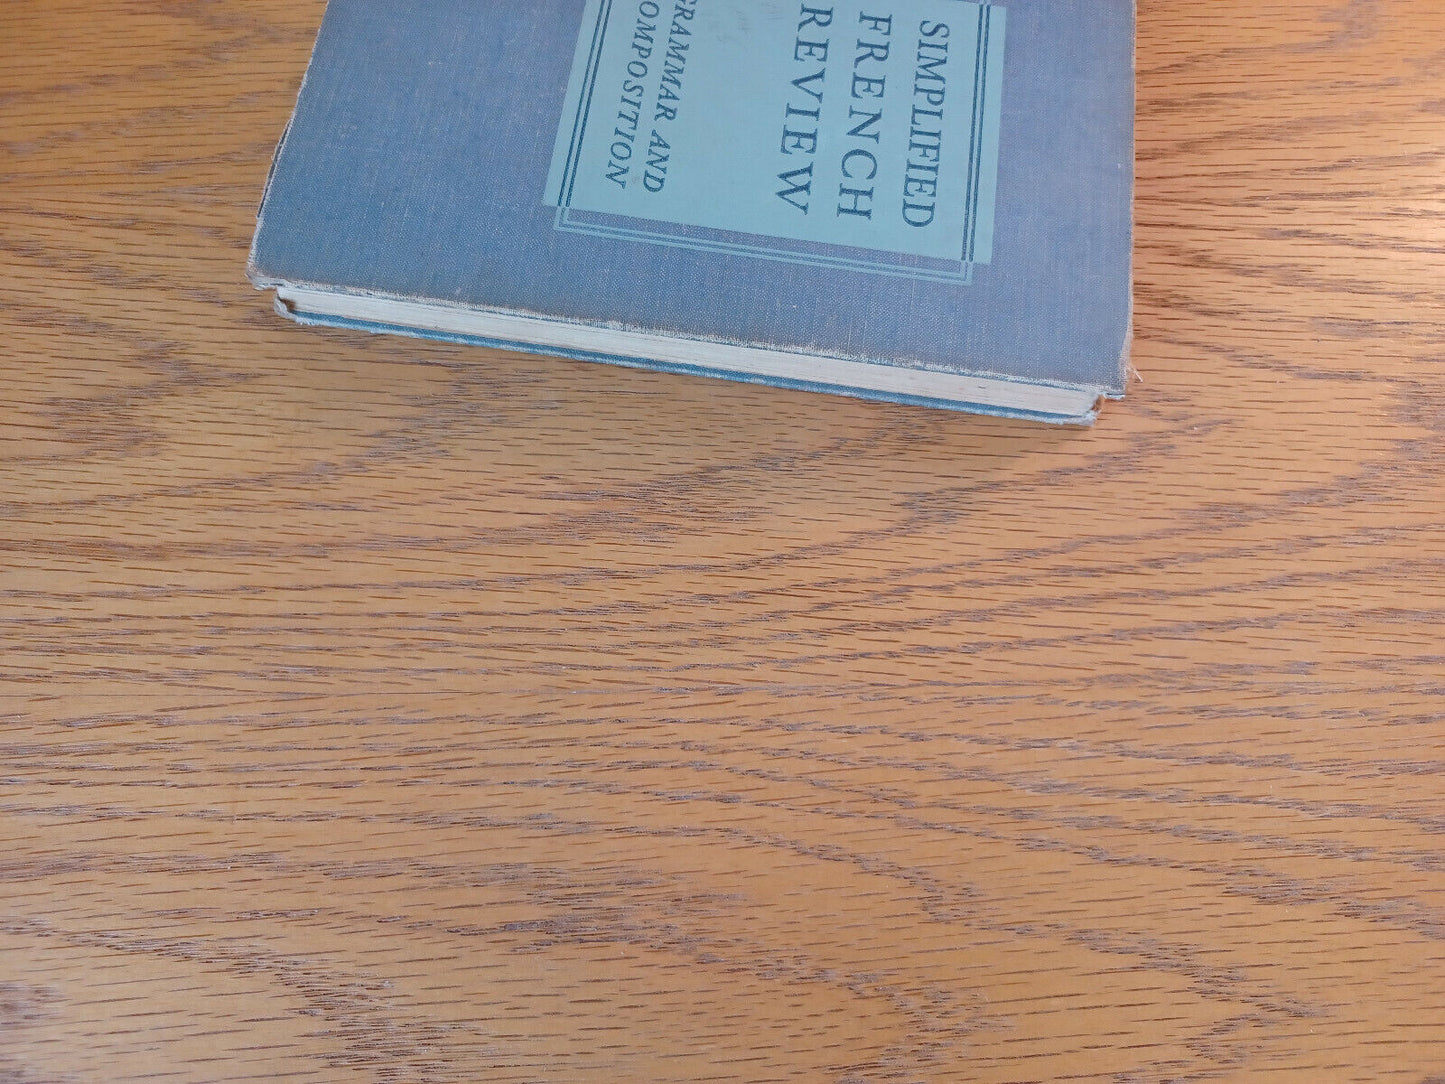 SIMPLIFIED
FRENCH
REVIEW
GRAMMAR AND
COMPOSITION